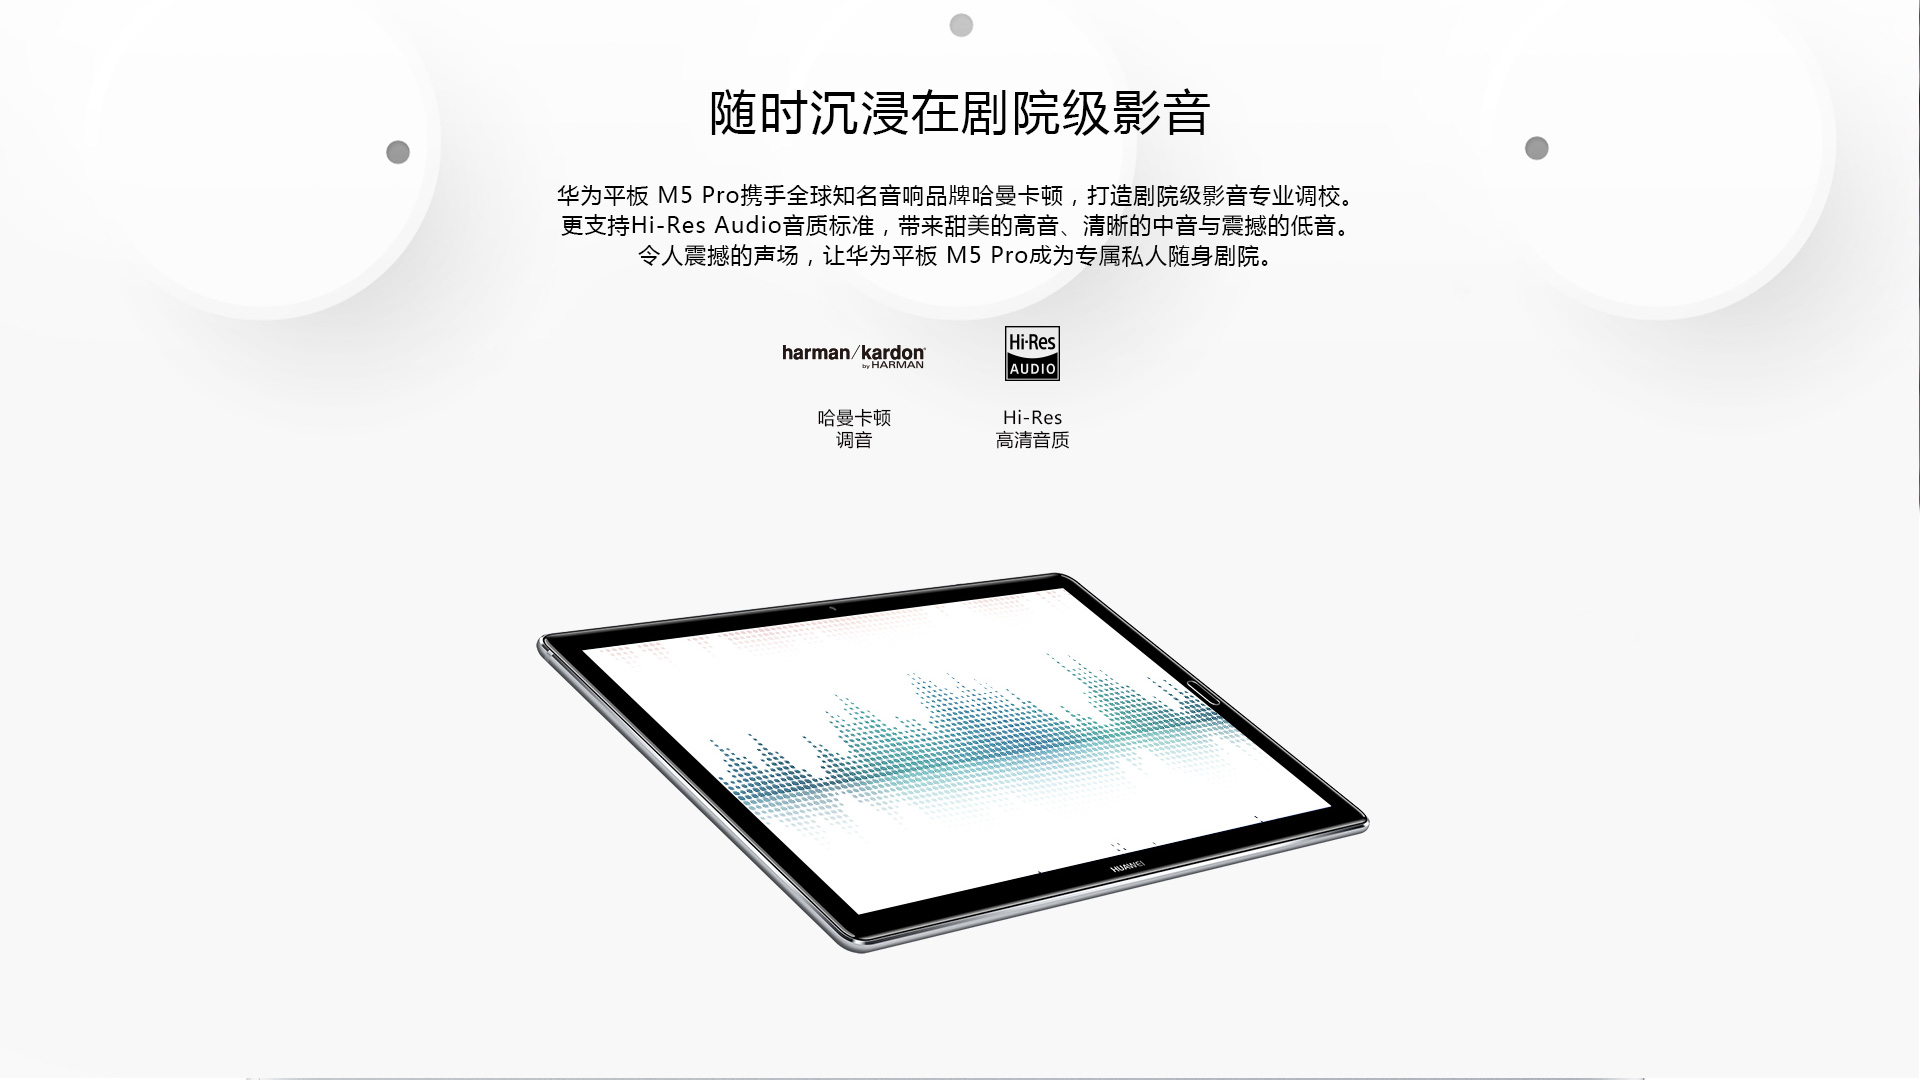 随时沉浸在剧院级影音
华为平板 M5 Pro携手全球知名音响品牌哈曼卡顿，打造剧院级影音专业调校。
更支持Hi-Res Audio音质标准，带来甜美的高音、清晰的中音与震撼的低音。
令人震撼的声场，让华为平板 M5 Pro成为专属私人随身剧院。
harman/kardon
by HARMAN
Hi-Res
AUDIO
哈曼卡顿
调音
Hi-Res
高清音质
HUAWEI